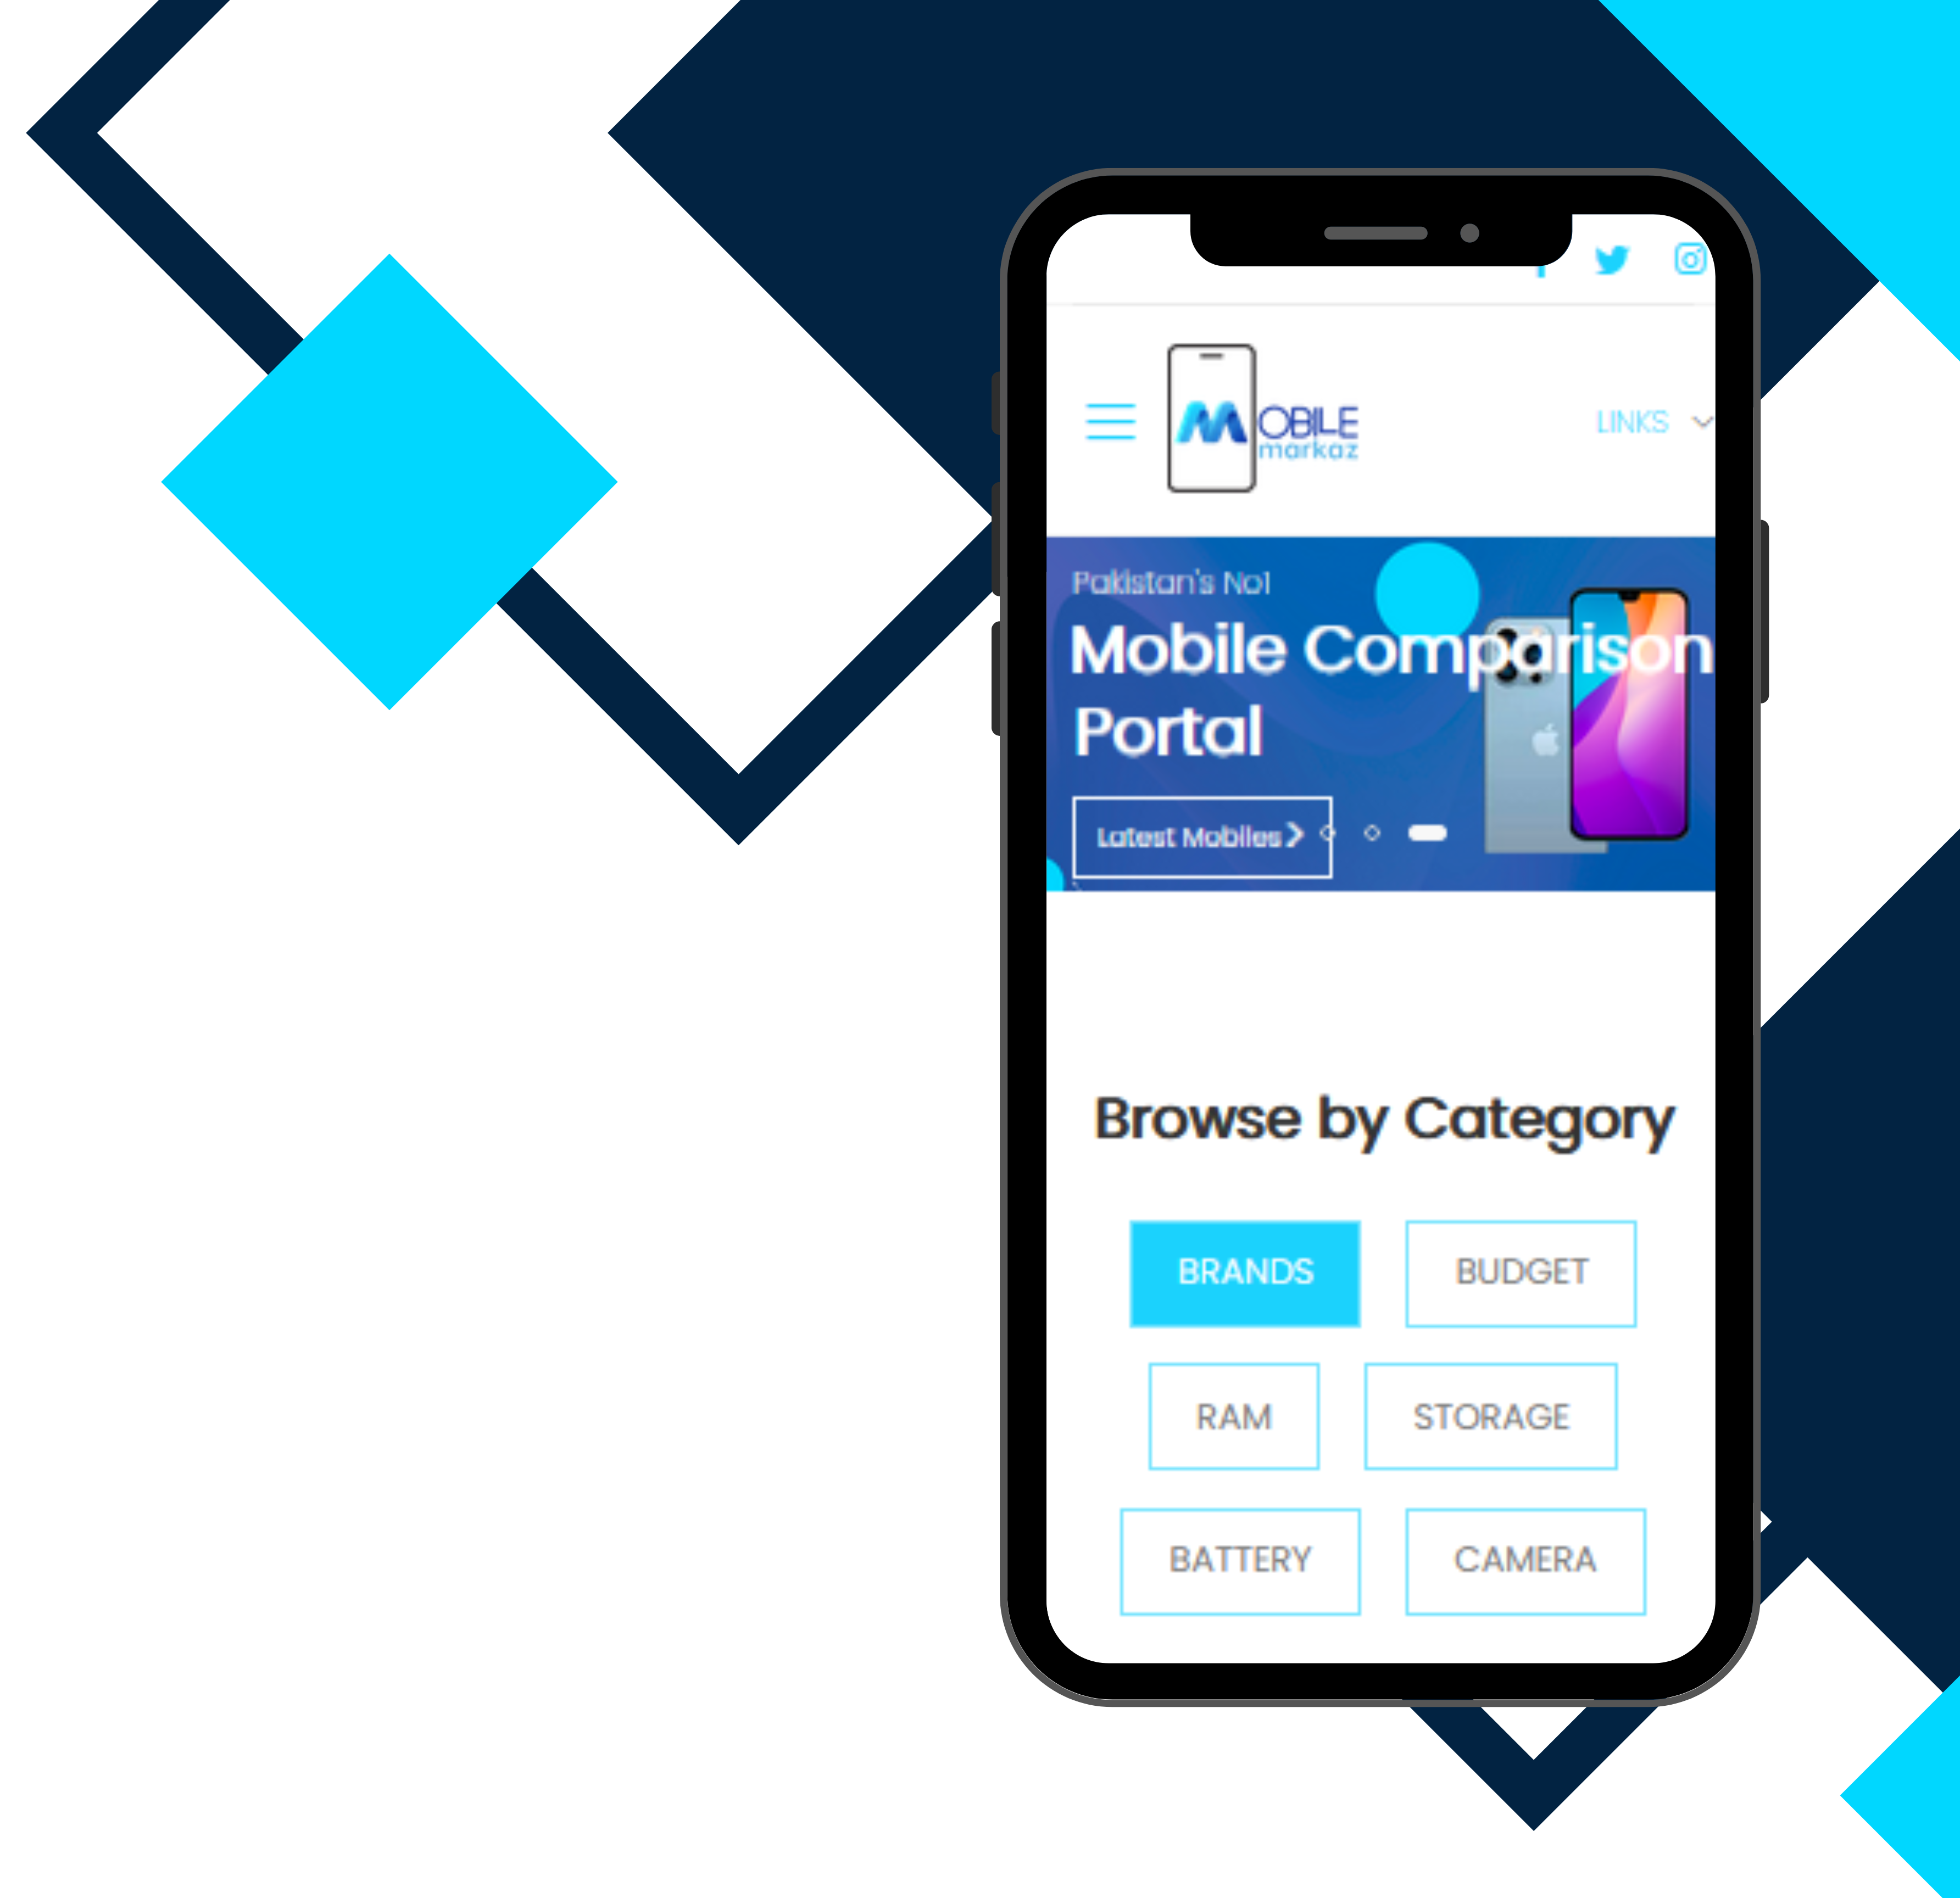 MOBILE
markaz
LINKS
Pakistan's No1
Mobile Comparison
Portal
Latest Mobiles
Browse by Category
BRANDS
BUDGET
RAM
STORAGE
BATTERY
CAMERA